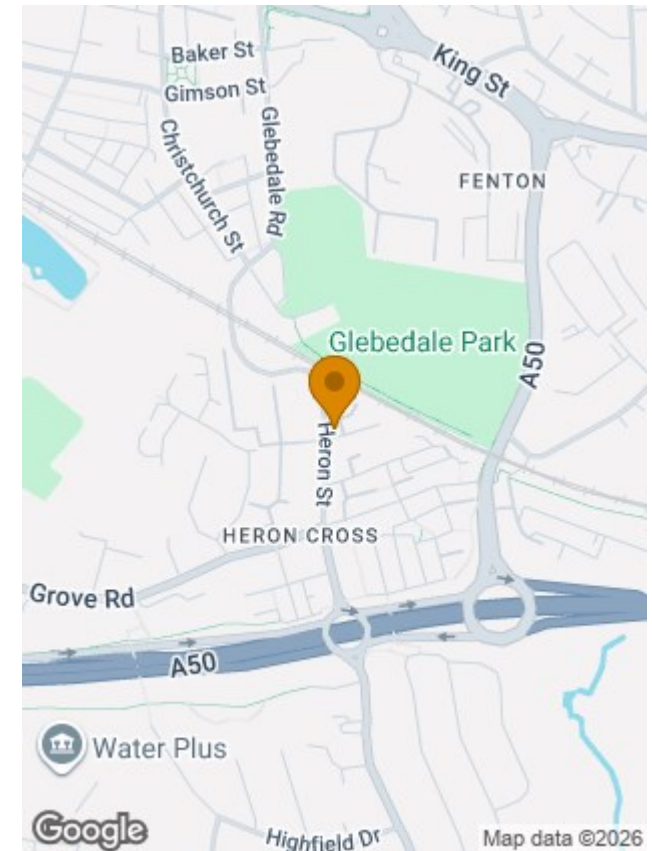 Baker St
King St
Gimson St
Glebedale Rd
Christchurch St
FENTON
Glebedale Park
A50
Heron St
HERON CROSS
Grove Rd
A50
Water Plus
Google
Highfield Dr
Map data ©2026